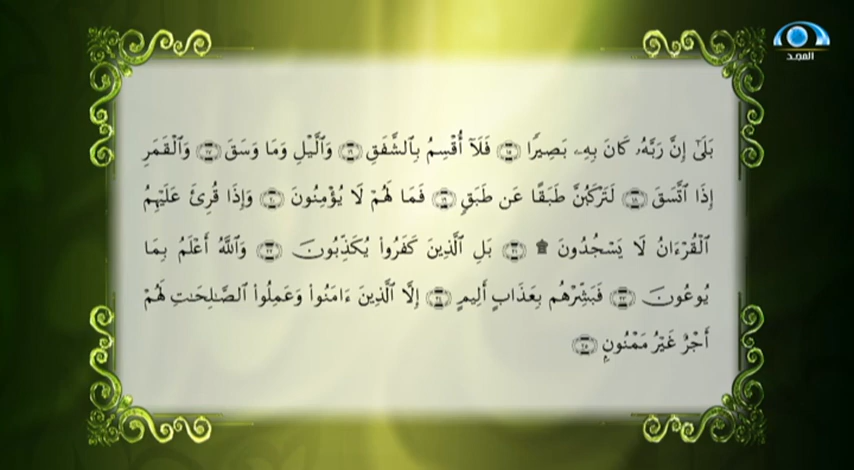 المجد
بَلَىٰٓ إِنَّ رَبَّهُۥ كَانَ بِهِۦ بَصِيرًا ١٥ فَلَآ أُقْسِمُ بِٱلشَّفَقِ ١٦ وَٱلَّيْلِ وَمَا وَسَقَ ١٧ وَٱلْقَمَرِ
إِذَا ٱتَّسَقَ ١٨ لَتَرْكَبُنَّ طَبَقًا عَن طَبَقٍ ١٩ فَمَا لَهُمْ لَا يُؤْمِنُونَ ٢٠ وَإِذَا قُرِئَ عَلَيْهِمُ
ٱلْقُرْءَانُ لَا يَسْجُدُونَ ۩ ٢١ بَلِ ٱلَّذِينَ كَفَرُوا۟ يُكَذِّبُونَ ٢٢ وَٱللَّهُ أَعْلَمُ بِمَا
يُوعُونَ ٢٣ فَبَشِّرْهُم بِعَذَابٍ أَلِيمٍ ٢٤ إِلَّا ٱلَّذِينَ ءَامَنُوا۟ وَعَمِلُوا۟ ٱلصَّـٰلِحَـٰتِ لَهُمْ
أَجْرٌ غَيْرُ مَمْنُونٍۭ ٢٥